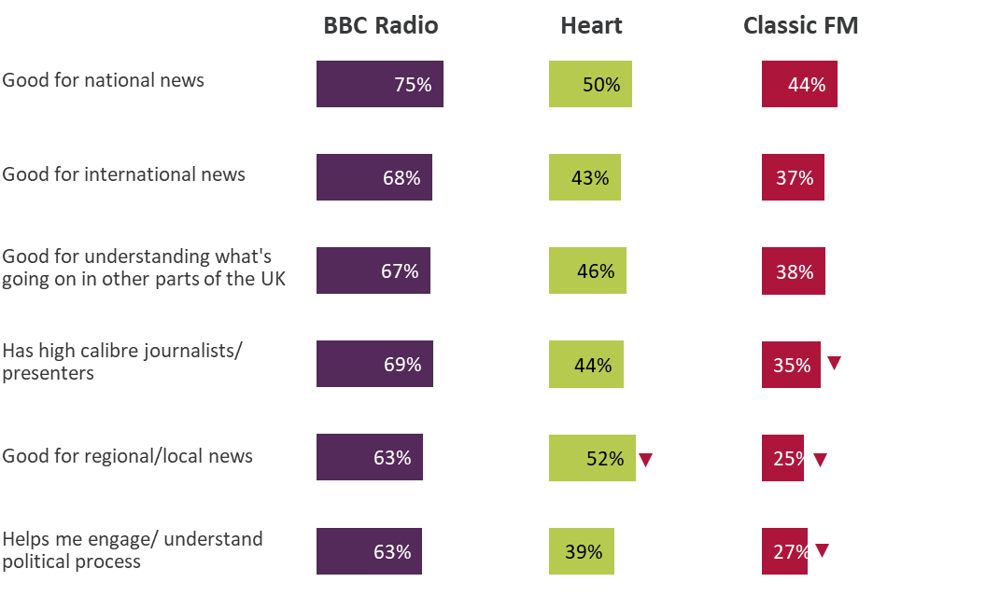 BBC Radio Heart Classic FM
Good for national news 75% 50% 44%
Good for international news 68% 43% 37%
Good for understanding what's
going on in other parts of the UK 67% 46% 38%
Has high calibre journalists/
presenters 69% 44% 35%
Good for regional/local news 63% 52% 25%
Helps me engage/ understand
political process 63% 39% 27%